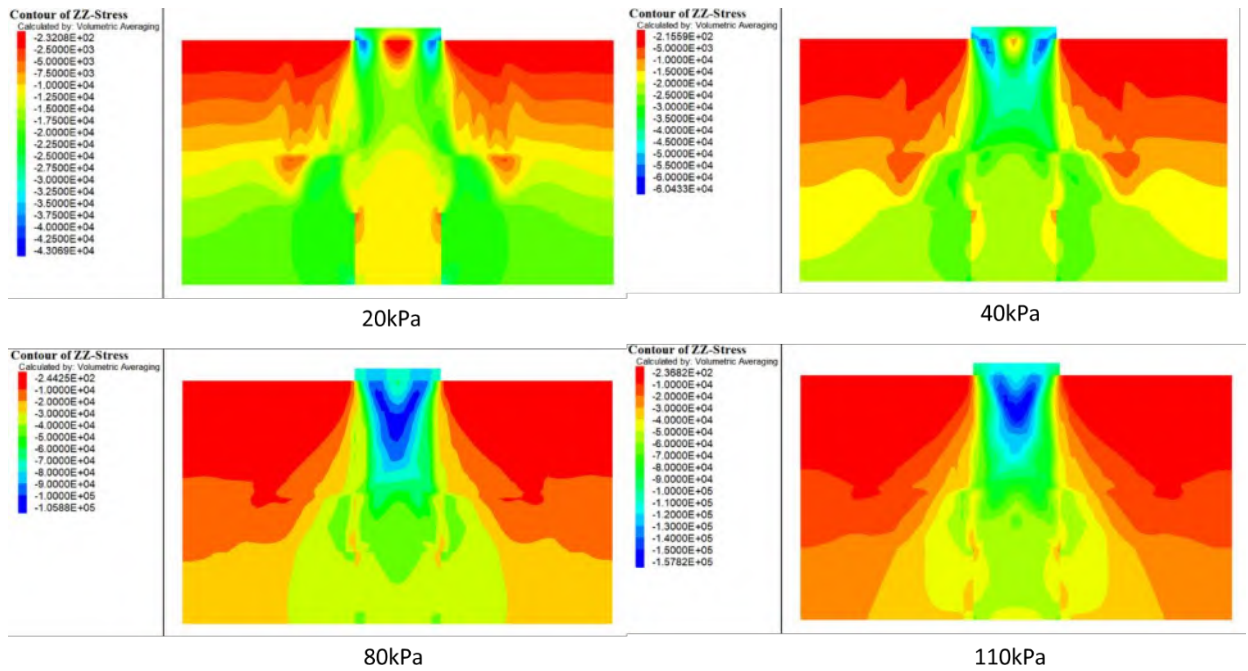 Contour of ZZ-Stress
Calculated by: Volumetric Averaging
-2.3208E+02
-2.5000E+03
-5.0000E+03
-7.5000E+03
-1.0000E+04
-1.2500E+04
-1.5000E+04
-1.7500E+04
-2.0000E+04
-2.2500E+04
-2.5000E+04
-2.7500E+04
-3.0000E+04
-3.2500E+04
-3.5000E+04
-3.7500E+04
-4.0000E+04
-4.2500E+04
-4.3069E+04
20kPa
Contour of ZZ-Stress
Calculated by: Volumetric Averaging
-2.1559E+02
-5.0000E+03
-1.0000E+04
-1.5000E+04
-2.0000E+04
-2.5000E+04
-3.0000E+04
-3.5000E+04
-4.0000E+04
-4.5000E+04
-5.0000E+04
-5.5000E+04
-6.0000E+04
-6.0433E+04
40kPa
Contour of ZZ-Stress
Calculated by: Volumetric Averaging
-2.4425E+02
-1.0000E+04
-2.0000E+04
-3.0000E+04
-4.0000E+04
-5.0000E+04
-6.0000E+04
-7.0000E+04
-8.0000E+04
-9.0000E+04
-1.0000E+05
-1.0588E+05
80kPa
Contour of ZZ-Stress
Calculated by: Volumetric Averaging
-2.3682E+02
-1.0000E+04
-2.0000E+04
-3.0000E+04
-4.0000E+04
-5.0000E+04
-6.0000E+04
-7.0000E+04
-8.0000E+04
-9.0000E+04
-1.0000E+05
-1.1000E+05
-1.2000E+05
-1.3000E+05
-1.4000E+05
-1.5000E+05
-1.5782E+05
110kPa